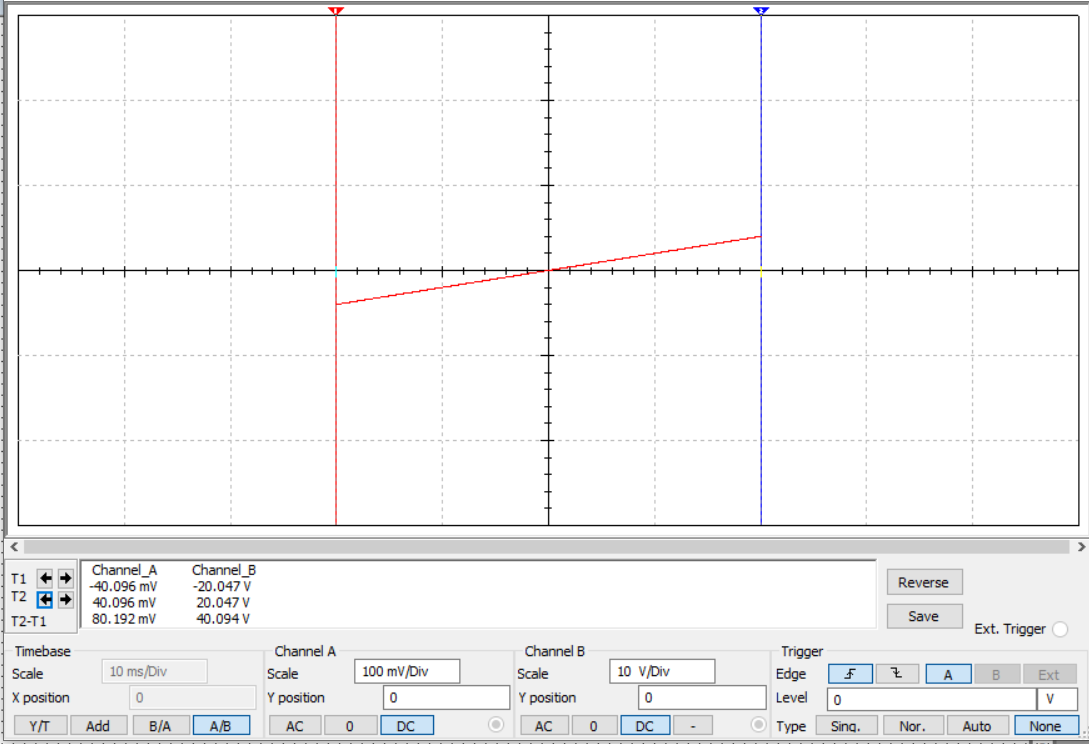 1 2
Channel_A Channel_B
T1 -40.096 mV -20.047 V
T2 40.096 mV 20.047 V
T2-T1 80.192 mV 40.094 V
Reverse
Save
Ext. Trigger
Timebase
Scale 10 ms/Div
X position 0
Y/T Add B/A A/B
Channel A
Scale 100 mV/Div
Y position 0
AC 0 DC
Channel B
Scale 10 V/Div
Y position 0
AC 0 DC -
Trigger
Edge A B Ext
Level 0 V
Type Sing. Nor. Auto None